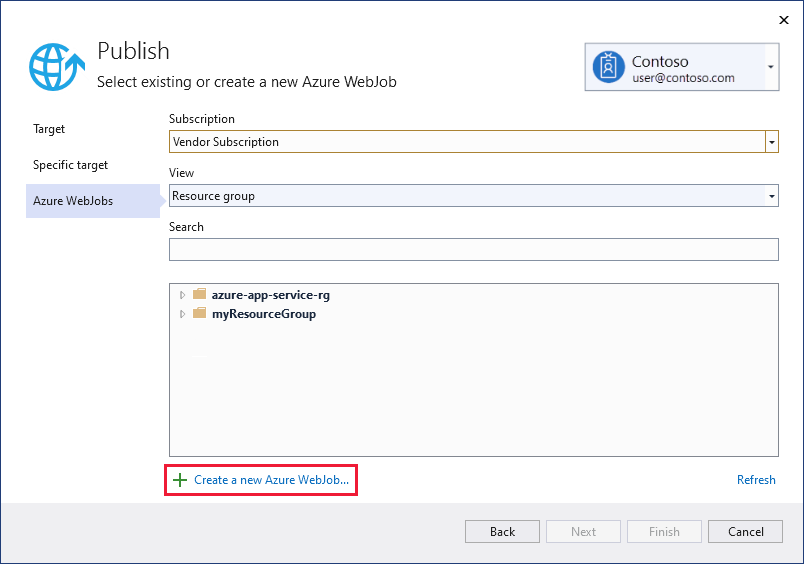 Publish
Select existing or create a new Azure WebJob
Contoso
user@contoso.com
Target
Specific target
Azure WebJobs
Subscription
Vendor Subscription
View
Resource group
Search
azure-app-service-rg
myResourceGroup
Create a new Azure WebJob...
Refresh
Back
Next
Finish
Cancel